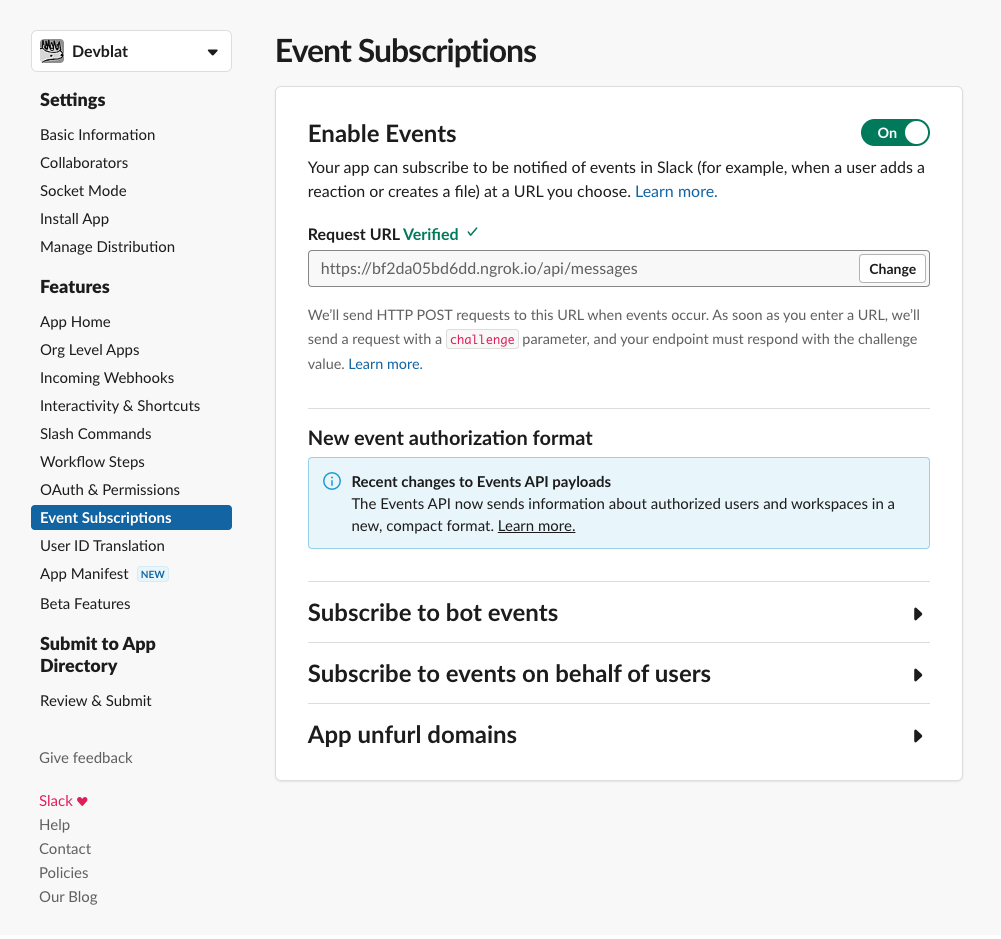 Devblat
Settings
Basic Information
Collaborators
Socket Mode
Install App
Manage Distribution
Features
App Home
Org Level Apps
Incoming Webhooks
Interactivity & Shortcuts
Slash Commands
Workflow Steps
OAuth & Permissions
Event Subscriptions
User ID Translation
App Manifest NEW
Beta Features
Submit to App
Directory
Review & Submit
Give feedback
Slack ♥
Help
Contact
Policies
Our Blog
Event Subscriptions
Enable Events
On
Your app can subscribe to be notified of events in Slack (for example, when a user adds a
reaction or creates a file) at a URL you choose. Learn more.
Request URL Verified ✓
https://bf2da05bd6dd.ngrok.io/api/messages
Change
We’ll send HTTP POST requests to this URL when events occur. As soon as you enter a URL, we’ll
send a request with a challenge parameter, and your endpoint must respond with the challenge
value. Learn more.
New event authorization format
Recent changes to Events API payloads
The Events API now sends information about authorized users and workspaces in a
new, compact format. Learn more.
Subscribe to bot events
Subscribe to events on behalf of users
App unfurl domains